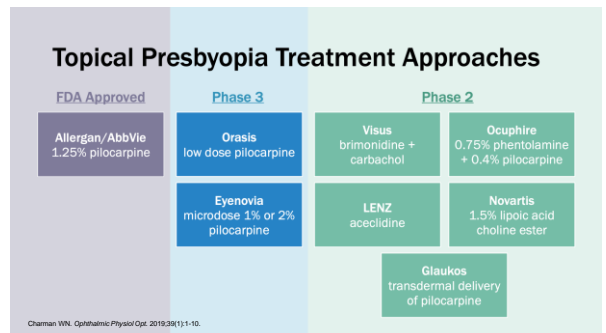 Topical Presbyopia Treatment Approaches
FDA Approved
Phase 3
Phase 2
Allergan/AbbVie
1.25% pilocarpine
Orasis
low dose pilocarpine
Visus
brimonidine +
carbachol
Ocuphire
0.75% phentolamine
+ 0.4% pilocarpine
Eyenovia
microdose 1% or 2%
pilocarpine
LENZ
aceclidine
Novartis
1.5% lipoic acid
choline ester
Glaukos
transdermal delivery
of pilocarpine
Charman WN. Ophthalmic Physiol Opt. 2019;39(1):1-10.